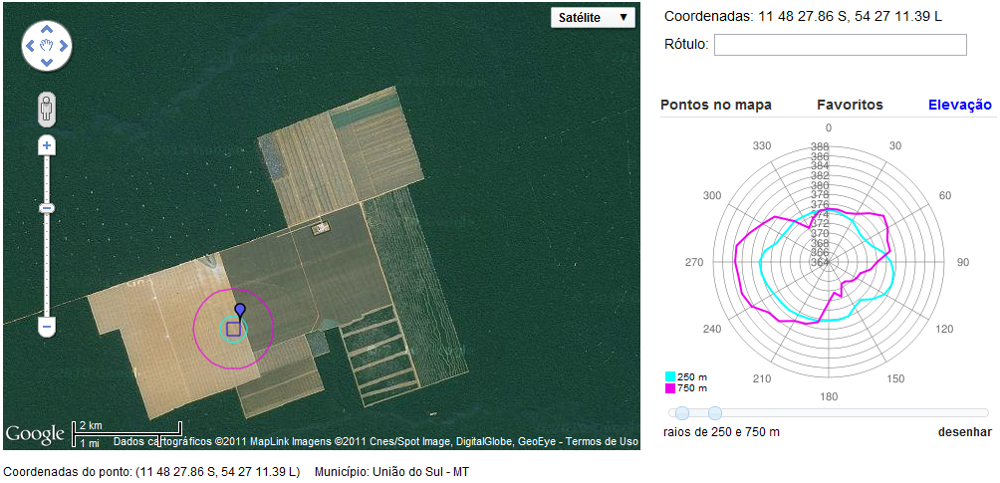 Satélite ▼
Google
2 km
1 mi
Dados cartográficos ©2011 MapLink Imagens ©2011 Cnes/Spot Image, DigitalGlobe, GeoEye - Termos de Uso
Coordenadas do ponto: (11 48 27.86 S, 54 27 11.39 L) Município: União do Sul - MT
Coordenadas: 11 48 27.86 S, 54 27 11.39 L
Rótulo:
Pontos no mapa Favoritos Elevação
0
330 30
300 60
270 90
240 120
210 150
180
388
386
384
382
380
378
376
374
372
370
368
366
364
250 m
750 m
raios de 250 e 750 m desenhar